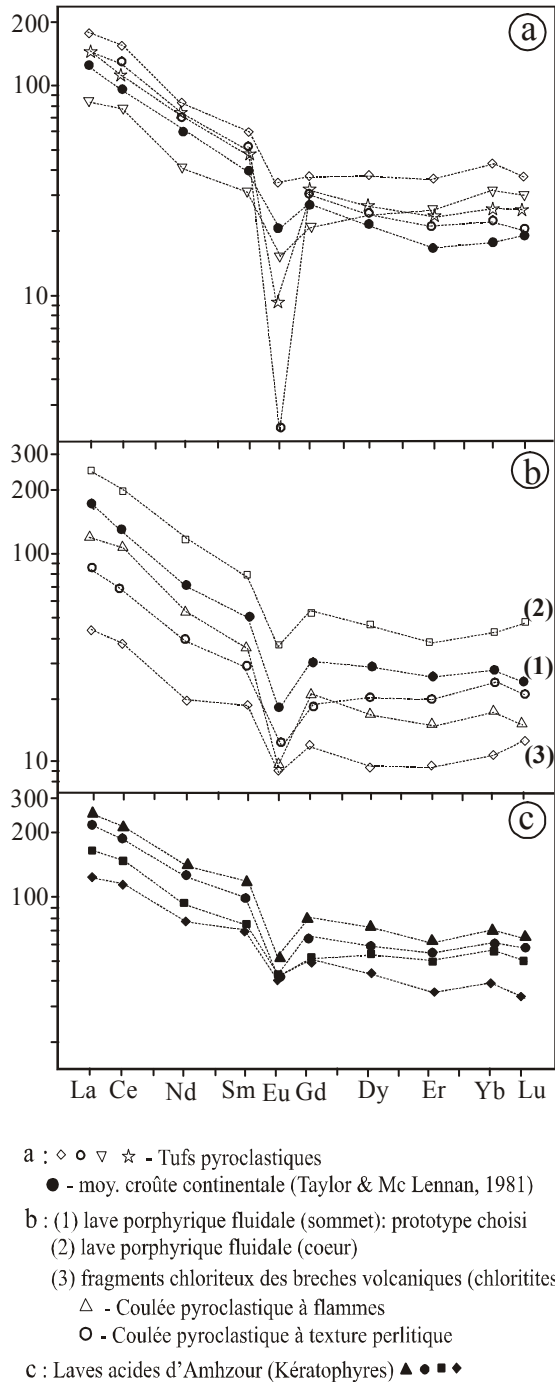 200
100
10
a
300
200
100
10
b
(2)
(1)
(3)
300
200
100
c
La Ce Nd Sm Eu Gd Dy Er Yb Lu
a : ◇ ○ ▽ ☆ - Tufs pyroclastiques
● - moy. croûte continentale (Taylor & Mc Lennan, 1981)
b : (1) lave porphyrique fluidale (sommet): prototype choisi
(2) lave porphyrique fluidale (coeur)
(3) fragments chloriteux des breches volcaniques (chloritites
△ - Coulée pyroclastique à flammes
○ - Coulée pyroclastique à texture perlitique
c : Laves acides d'Amhzour (Kératophyres) ▲ ● ■ ◆